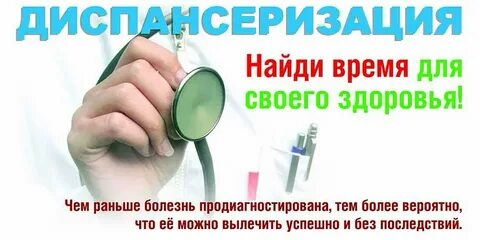 ДИСПАНСЕРИЗАЦИЯ
Найди время для
своего здоровья!
Чем раньше болезнь продиагностирована, тем более вероятно,
что её можно вылечить успешно и без последствий.